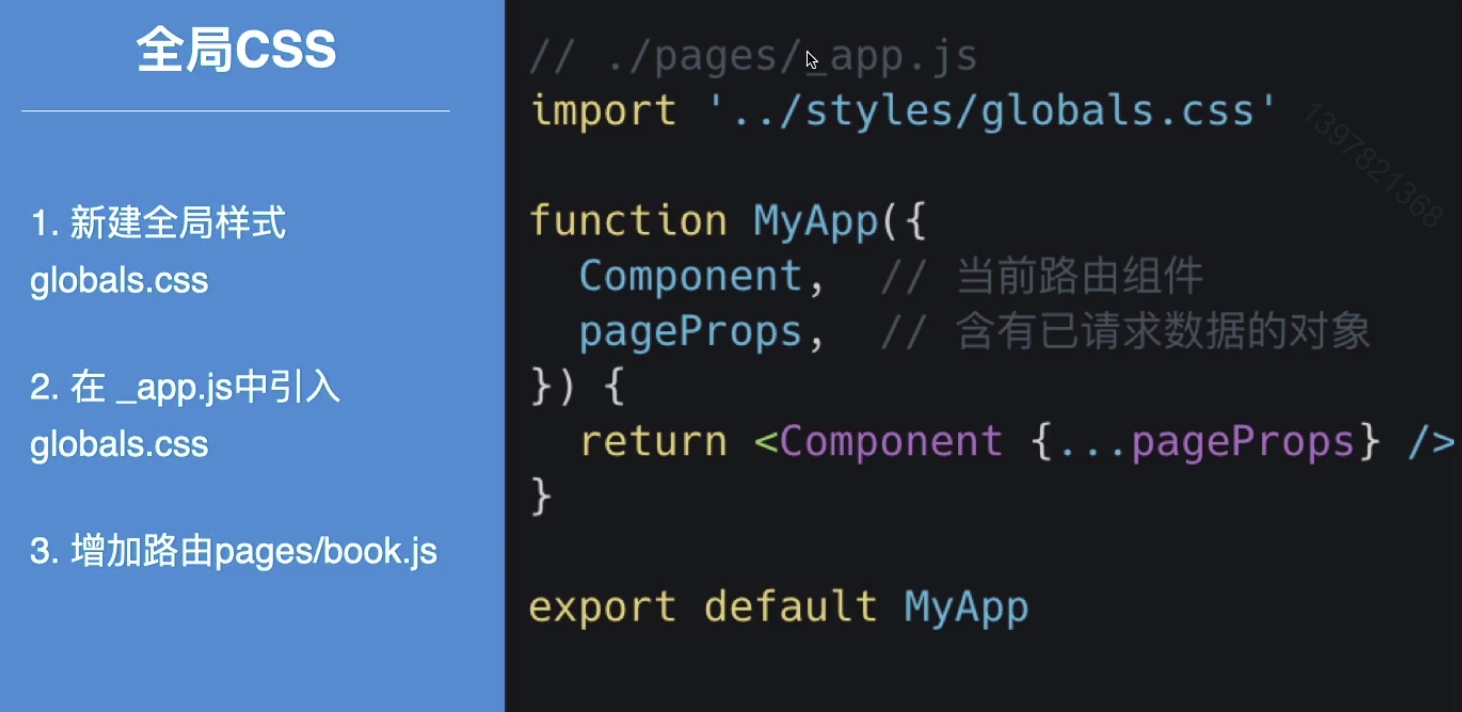 全局CSS
1. 新建全局样式
globals.css
2. 在 _app.js中引入
globals.css
3. 增加路由pages/book.js
// ./pages/_app.js
import '../styles/globals.css'
function MyApp({
  Component,  // 当前路由组件
  pageProps,  // 含有已请求数据的对象
}) {
  return <Component {...pageProps} />
}
export default MyApp
1397821368